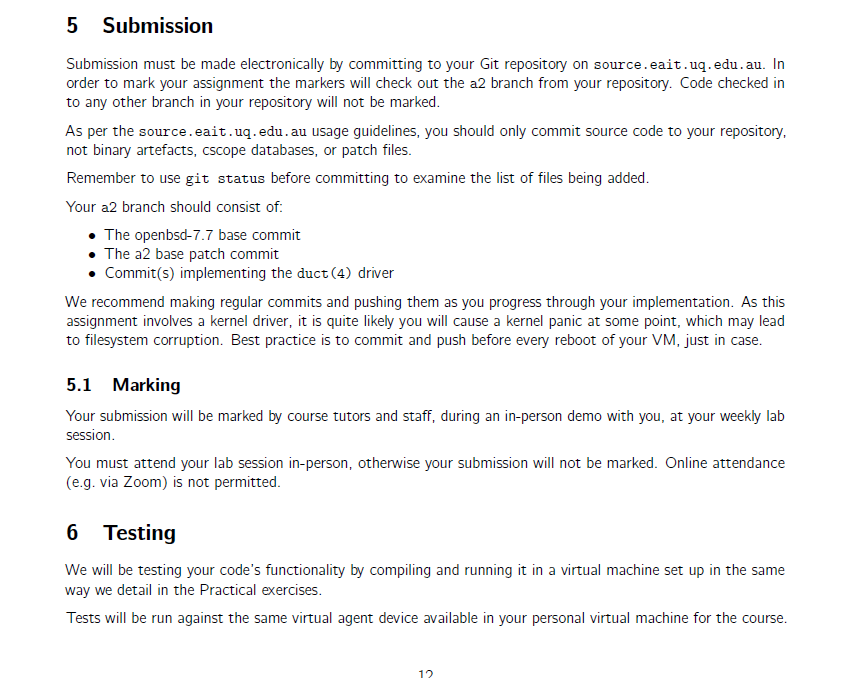 5 Submission
Submission must be made electronically by committing to your Git repository on source.eait.uq.edu.au. In
order to mark your assignment the markers will check out the a2 branch from your repository. Code checked in
to any other branch in your repository will not be marked.
As per the source.eait.uq.edu.au usage guidelines, you should only commit source code to your repository,
not binary artefacts, cscope databases, or patch files.
Remember to use git status before committing to examine the list of files being added.
Your a2 branch should consist of:
• The openbsd-7.7 base commit
• The a2 base patch commit
• Commit(s) implementing the duct(4) driver
We recommend making regular commits and pushing them as you progress through your implementation. As this
assignment involves a kernel driver, it is quite likely you will cause a kernel panic at some point, which may lead
to filesystem corruption. Best practice is to commit and push before every reboot of your VM, just in case.
5.1 Marking
Your submission will be marked by course tutors and staff, during an in-person demo with you, at your weekly lab
session.
You must attend your lab session in-person, otherwise your submission will not be marked. Online attendance
(e.g. via Zoom) is not permitted.
6 Testing
We will be testing your code's functionality by compiling and running it in a virtual machine set up in the same
way we detail in the Practical exercises.
Tests will be run against the same virtual agent device available in your personal virtual machine for the course.
12